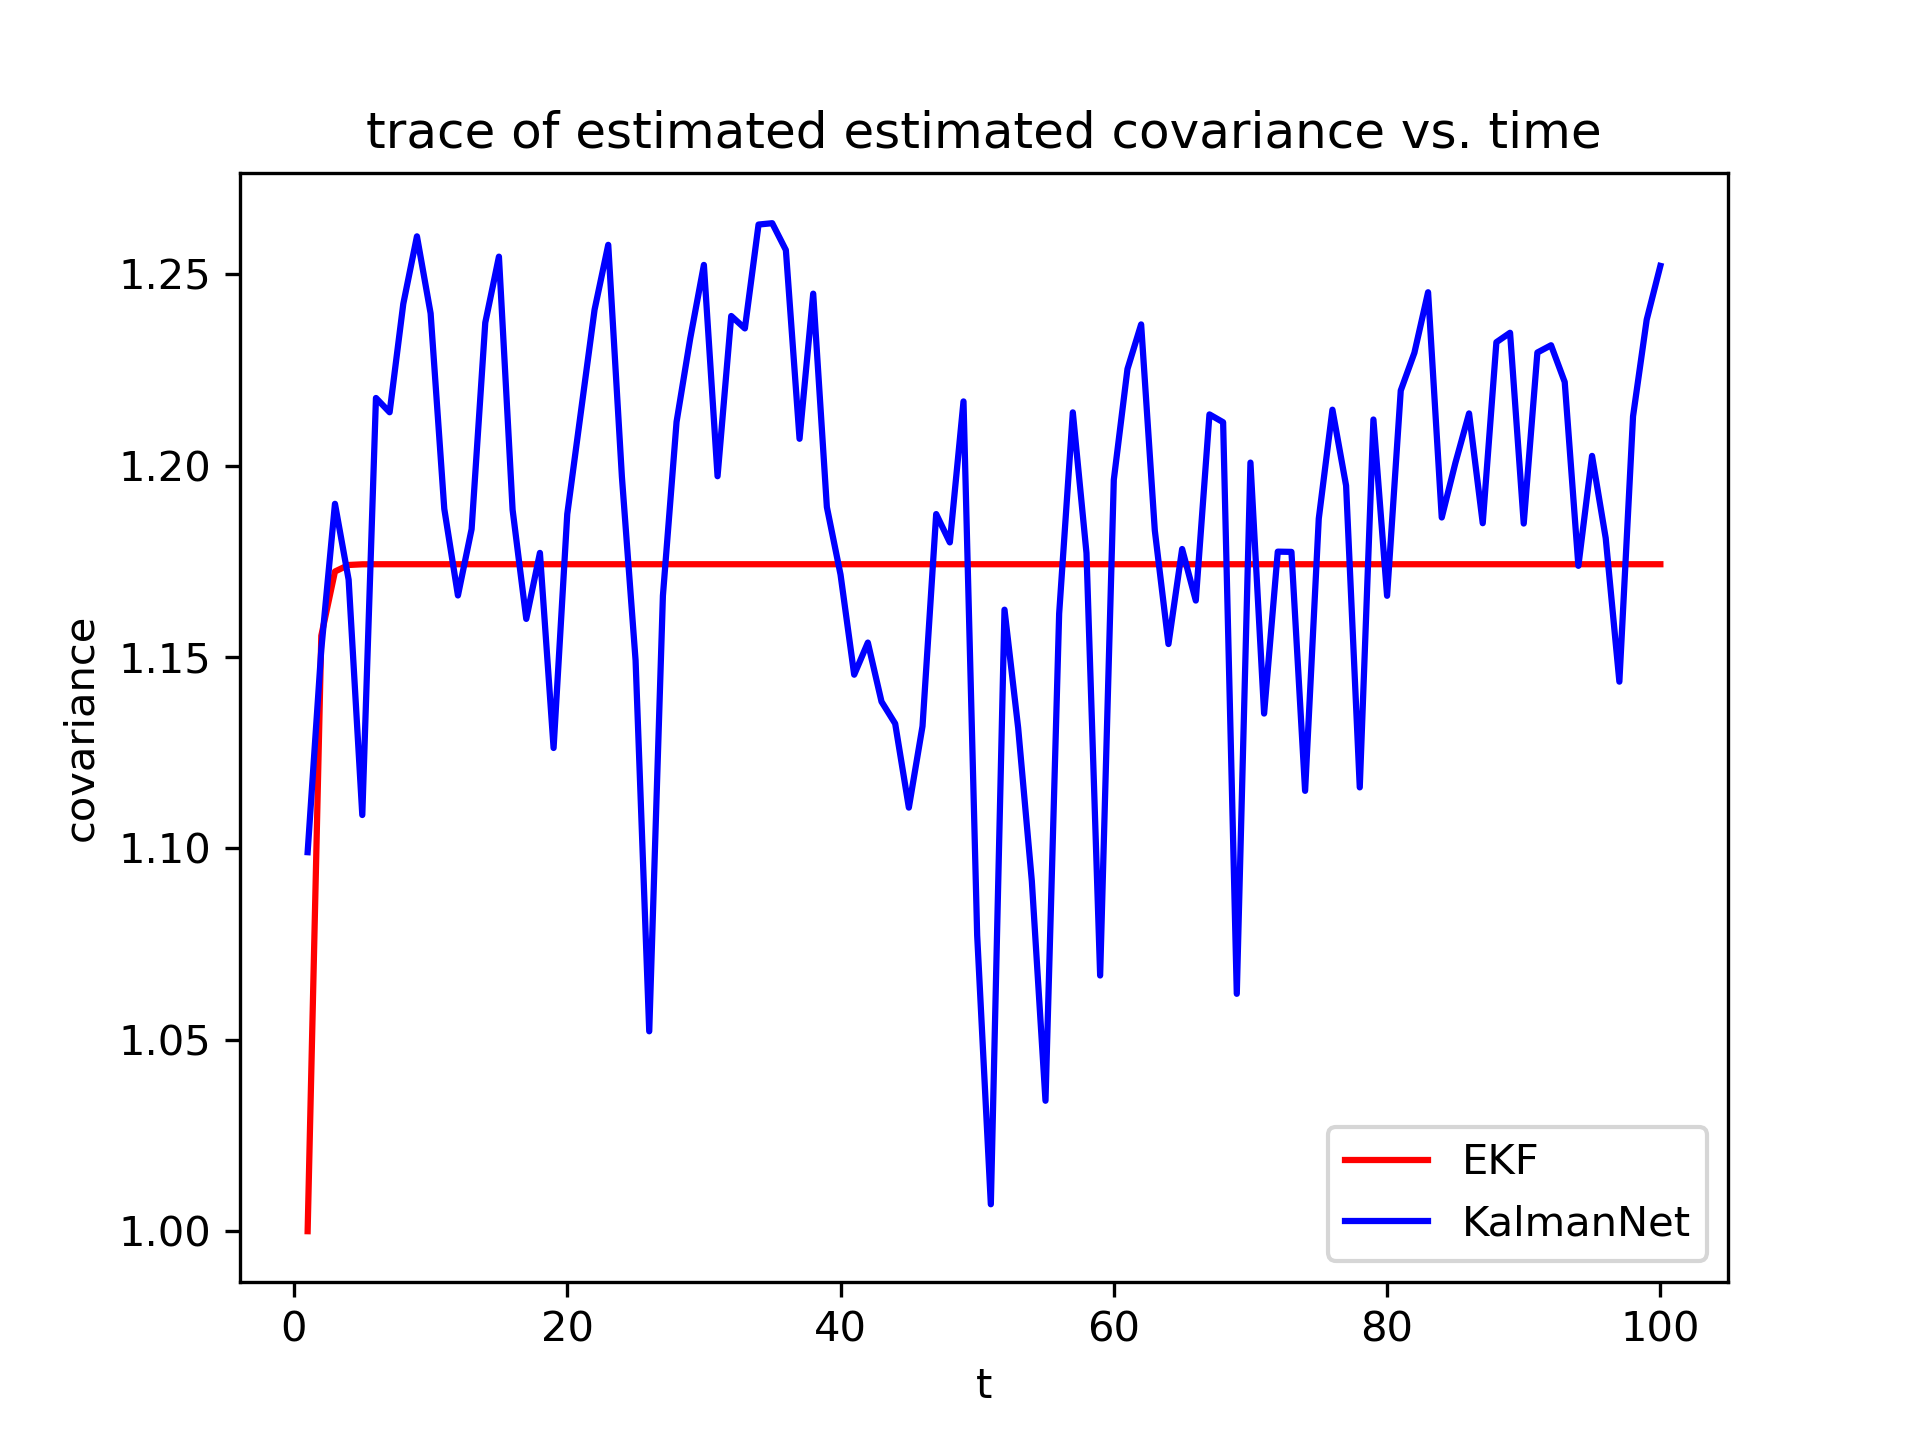 trace of estimated estimated covariance vs. time
1.25
1.20
1.15
1.10
1.05
1.00
covariance
EKF
KalmanNet
0 20 40 60 80 100
t